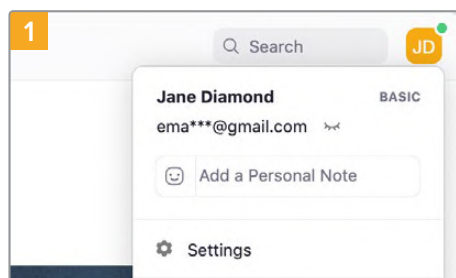 1
Search
JD
Jane Diamond BASIC
ema***@gmail.com
Add a Personal Note
Settings